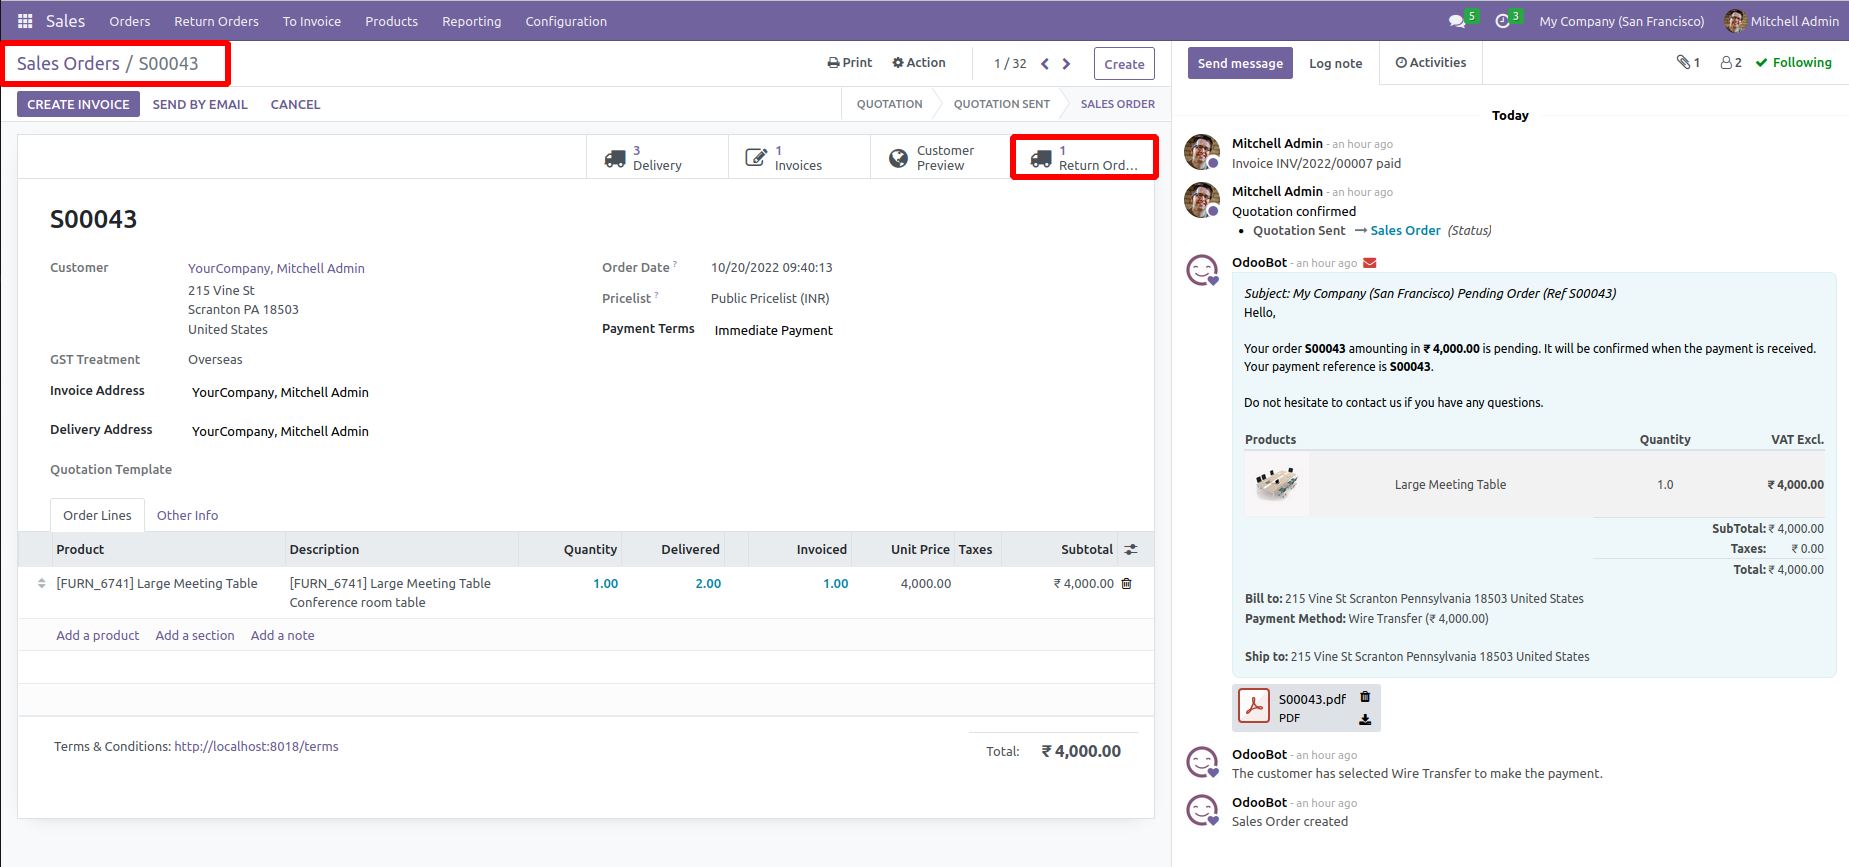 Sales Orders Return Orders To Invoice Products Reporting Configuration 5 3 My Company (San Francisco) Mitchell Admin
Sales Orders / S00043 Print Action 1 / 32 Create
CREATE INVOICE SEND BY EMAIL CANCEL QUOTATION QUOTATION SENT SALES ORDER
3
Delivery
1
Invoices
Customer
Preview
1
Return Ord...
S00043
Customer YourCompany, Mitchell Admin
215 Vine St
Scranton PA 18503
United States
GST Treatment Overseas
Invoice Address YourCompany, Mitchell Admin
Delivery Address YourCompany, Mitchell Admin
Quotation Template
Order Date ? 10/20/2022 09:40:13
Pricelist ? Public Pricelist (INR)
Payment Terms Immediate Payment
Order Lines Other Info
Product Description Quantity Delivered Invoiced Unit Price Taxes Subtotal
[FURN_6741] Large Meeting Table [FURN_6741] Large Meeting Table 1.00 2.00 1.00 4,000.00 ₹ 4,000.00
Conference room table
Add a product Add a section Add a note
Terms & Conditions: http://localhost:8018/terms
Total: ₹ 4,000.00
Send message Log note Activities 1 2 Following
Today
Mitchell Admin - an hour ago
Invoice INV/2022/00007 paid
Mitchell Admin - an hour ago
Quotation confirmed
• Quotation Sent → Sales Order (Status)
OdooBot - an hour ago
Subject: My Company (San Francisco) Pending Order (Ref S00043)
Hello,
Your order S00043 amounting in ₹ 4,000.00 is pending. It will be confirmed when the payment is received.
Your payment reference is S00043.
Do not hesitate to contact us if you have any questions.
Products Quantity VAT Excl.
Large Meeting Table 1.0 ₹ 4,000.00
SubTotal: ₹ 4,000.00
Taxes: ₹ 0.00
Total: ₹ 4,000.00
Bill to: 215 Vine St Scranton Pennsylvania 18503 United States
Payment Method: Wire Transfer (₹ 4,000.00)
Ship to: 215 Vine St Scranton Pennsylvania 18503 United States
S00043.pdf
PDF
OdooBot - an hour ago
The customer has selected Wire Transfer to make the payment.
OdooBot - an hour ago
Sales Order created